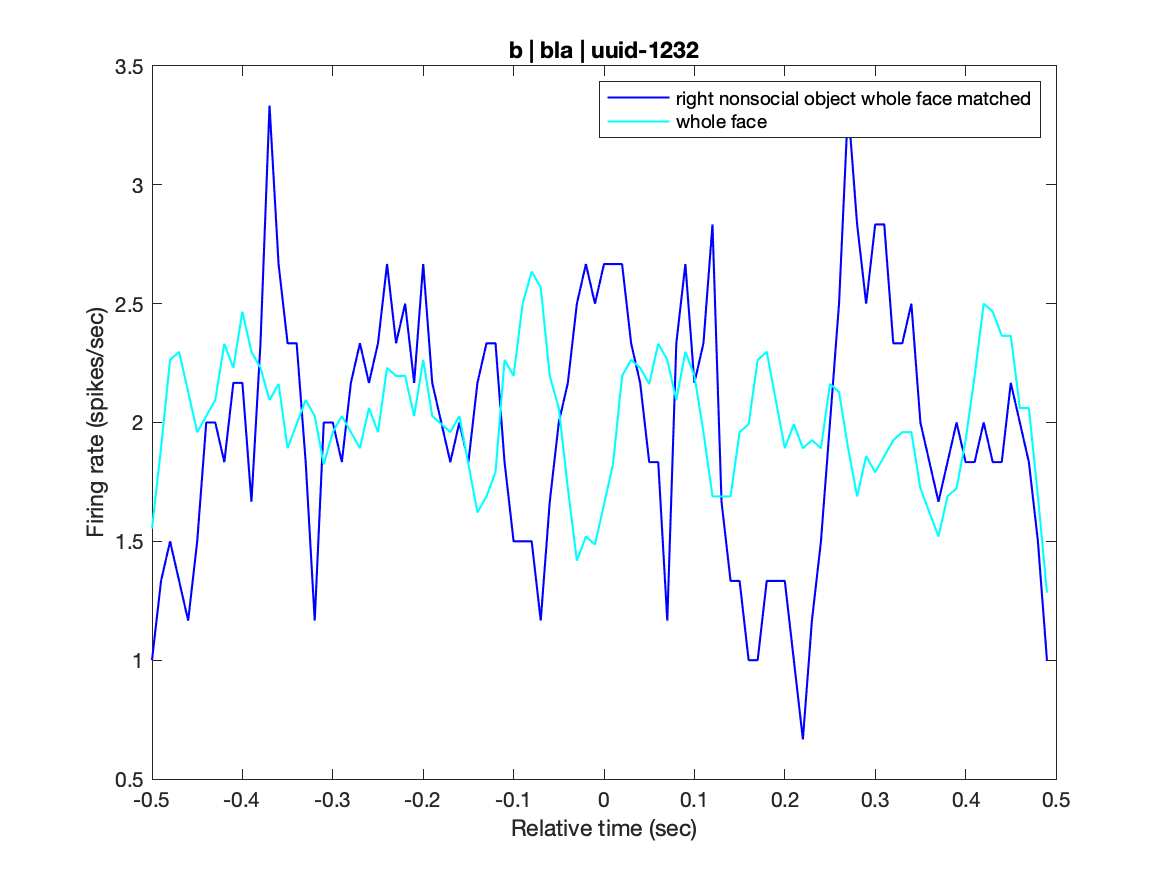 b | bla | uuid-1232
right nonsocial object whole face matched
whole face
Firing rate (spikes/sec)
3.5
3
2.5
2
1.5
1
0.5
-0.5 -0.4 -0.3 -0.2 -0.1 0 0.1 0.2 0.3 0.4 0.5
Relative time (sec)